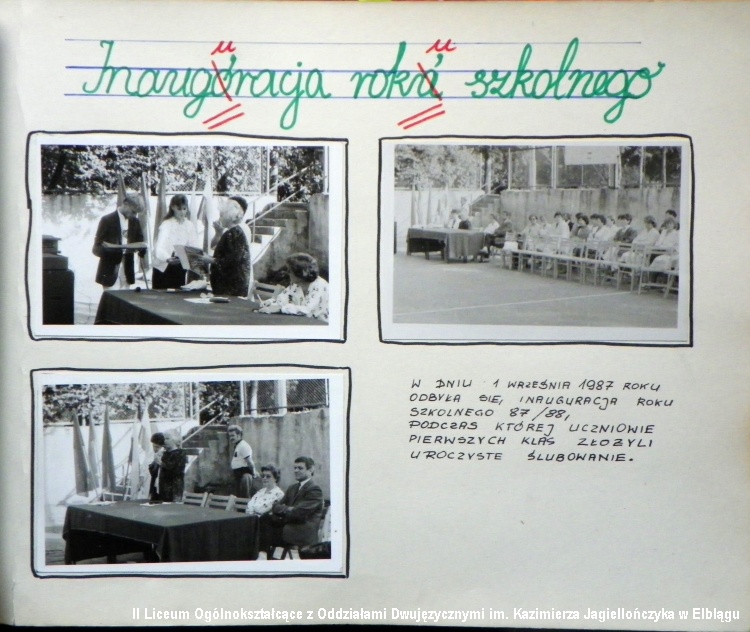 Inaugóracja rokó szkolnego
u u
W DNIU 1 WRZEŚNIA 1987 ROKU
ODBYŁA SIĘ, INAUGURACJA ROKU
SZKOLNEGO 87/88,
PODCZAS KTÓREJ UCZNIOWIE
PIERWSZYCH KLAS ZŁOŻYLI
UROCZYSTE ŚLUBOWANIE.
II Liceum Ogólnokształcące z Oddziałami Dwujęzycznymi im. Kazimierza Jagiellończyka w Elblągu